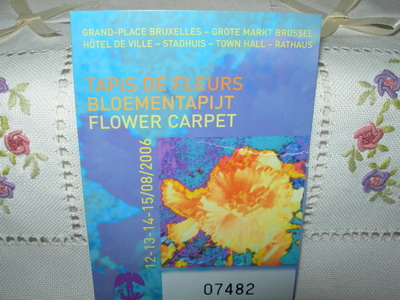 GRAND-PLACE BRUXELLES – GROTE MARKT BRUSSEL
HÔTEL DE VILLE – STADHUIS – TOWN HALL – RATHAUS
TAPIS DE FLEURS
BLOEMENTAPIJT
FLOWER CARPET
12-13-14-15/08/2006
07482